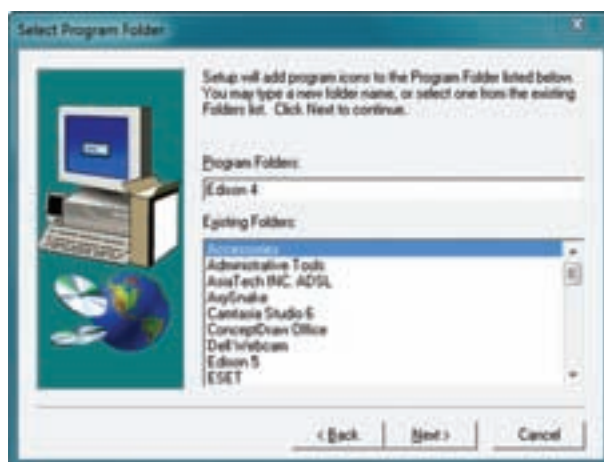 Select Program Folder
Setup will add program icons to the Program Folder listed below.
You may type a new folder name, or select one from the existing
Folders list. Click Next to continue.
Program Folders:
Edison 4
Existing Folders:
Accessories
Administrative Tools
AsiaTech INC. ADSL
AnySnake
Camtasia Studio 6
ConceptDraw Office
Dell Webcam
Edison 5
ESET
< Back
Next >
Cancel